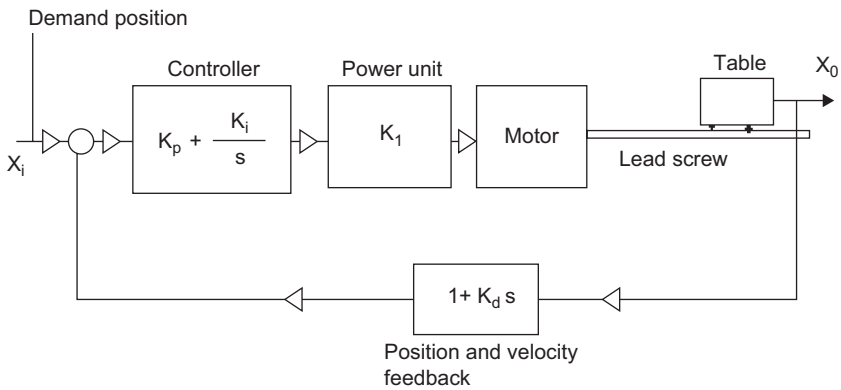 Demand position
Controller
Power unit
Table
X₀
Kₚ + Kᵢ / s
K₁
Motor
Xᵢ
Lead screw
1+ K_d s
Position and velocity
feedback